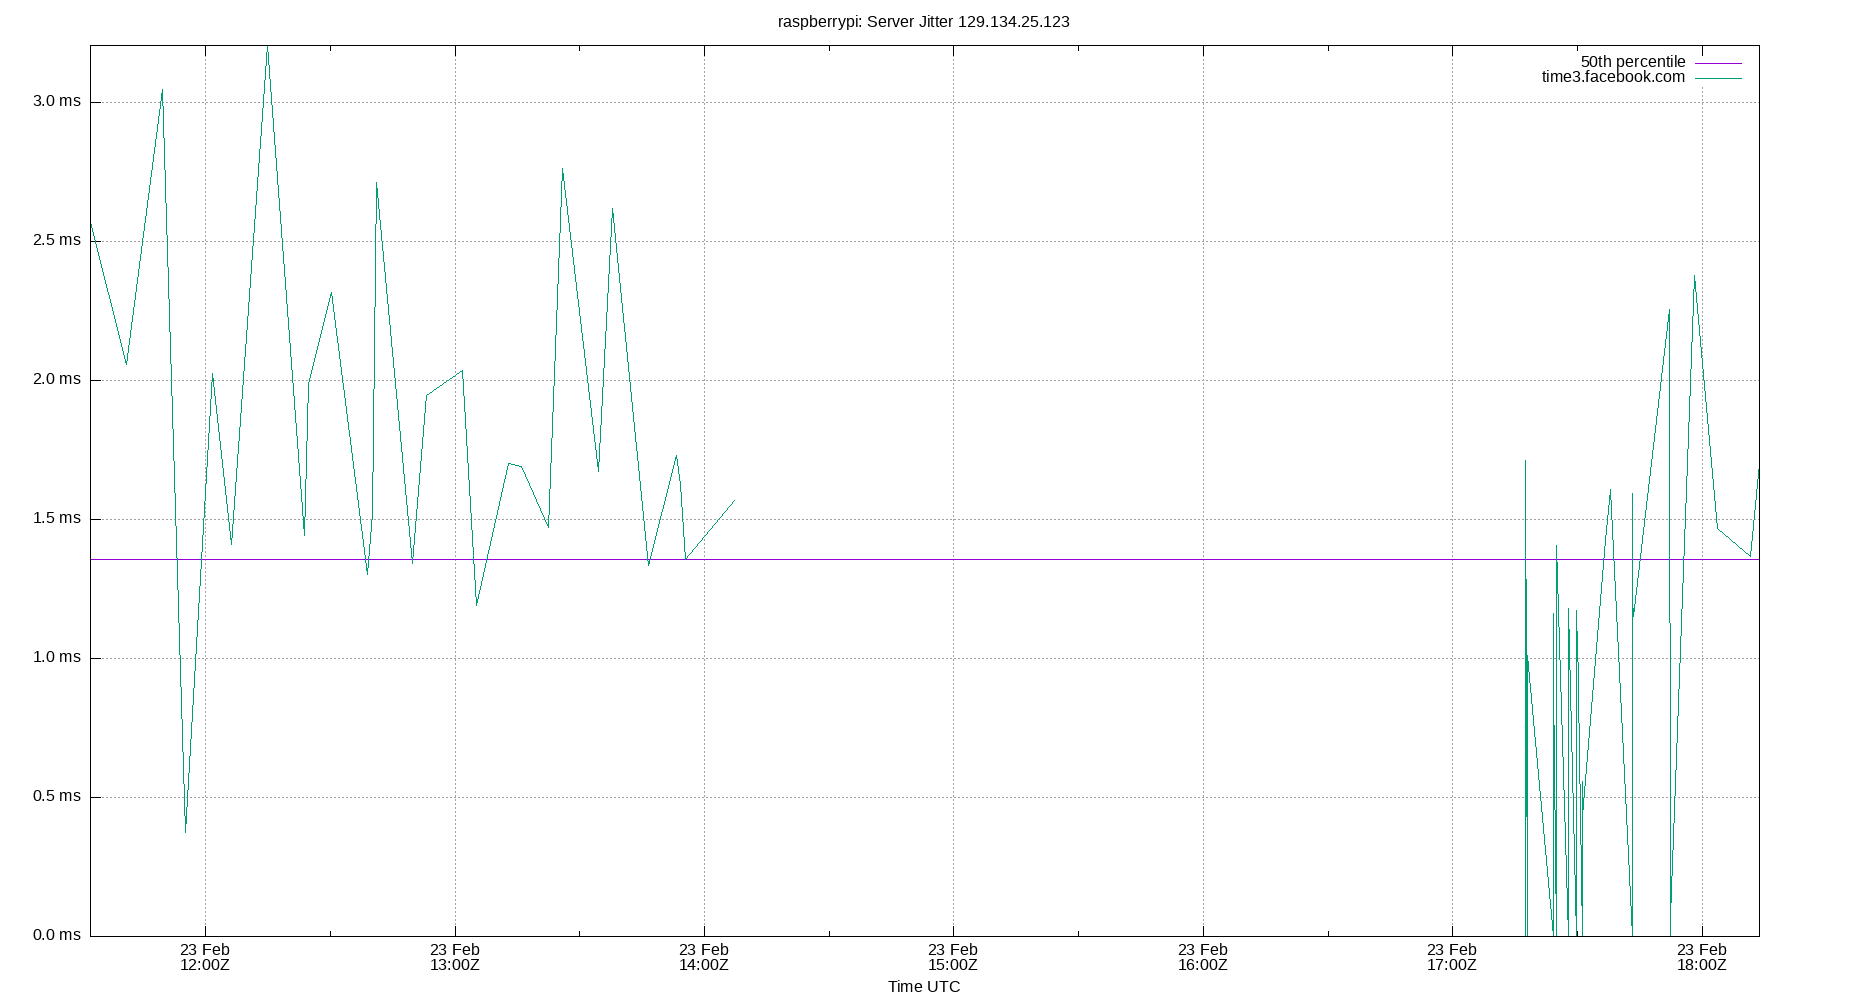 raspberrypi: Server Jitter 129.134.25.123
50th percentile
time3.facebook.com
3.0 ms
2.5 ms
2.0 ms
1.5 ms
1.0 ms
0.5 ms
0.0 ms
23 Feb 23 Feb 23 Feb 23 Feb 23 Feb 23 Feb 23 Feb
12:00Z 13:00Z 14:00Z 15:00Z 16:00Z 17:00Z 18:00Z
Time UTC